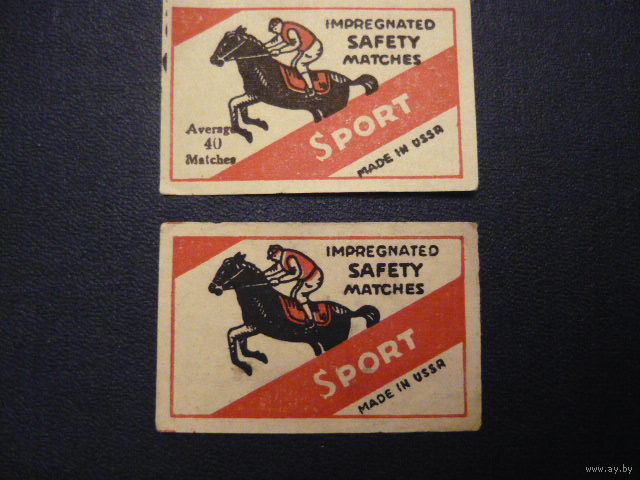 IMPREGNATED
SAFETY
MATCHES
Average
40
Matches
SPORT
MADE IN USSR
IMPREGNATED
SAFETY
MATCHES
SPORT
MADE IN USSR
www.ay.by